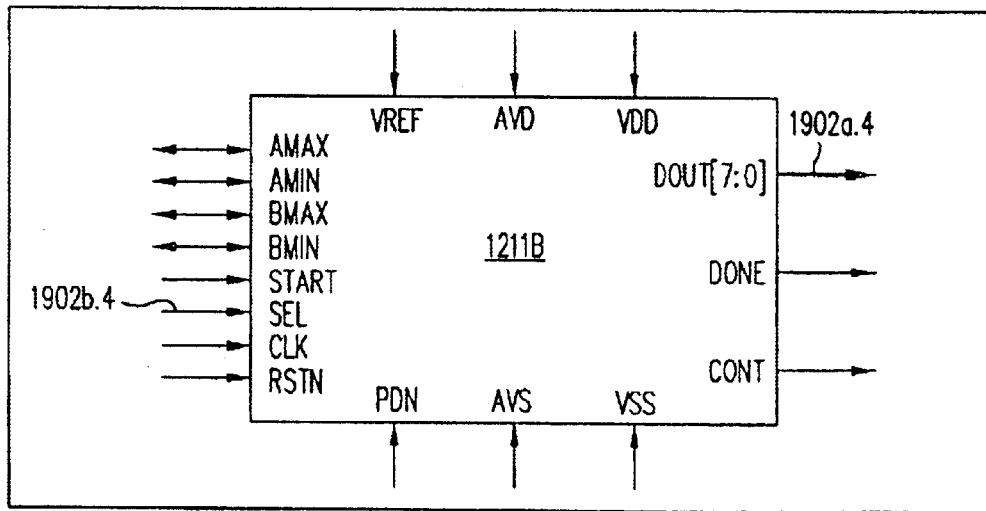 VREF AVD VDD
1902a.4
AMAX
DOUT[7:0]
AMIN
BMAX
BMIN
1211B
DONE
START
1902b.4
SEL
CLK
CONT
RSTN
PDN AVS VSS